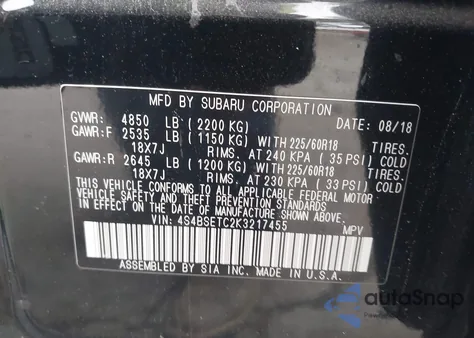 MFD BY SUBARU CORPORATION
GVWR: 4850 LB (2200 KG) DATE: 08/18
GAWR:F 2535 LB (1150 KG) WITH 225/60R18 TIRES.
18X7J RIMS. AT 240 KPA ( 35 PSI) COLD
GAWR:R 2645 LB (1200 KG) WITH 225/60R18 TIRES.
18X7J RIMS. AT 230 KPA ( 33 PSI) COLD
THIS VEHICLE CONFORMS TO ALL APPLICABLE FEDERAL MOTOR
VEHICLE SAFETY AND THEFT PREVENTION STANDARDS
IN EFFECT ON THE DATE OF MANUFACTURE SHOWN ABOVE.
VIN: 4S4BSETC2K3217455 MPV
ASSEMBLED BY SIA INC. MADE IN U.S.A.
autoSnap